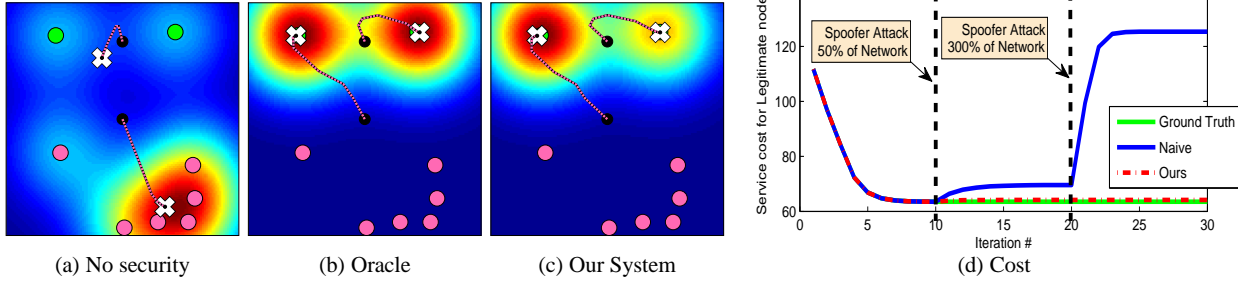 (a) No security
(b) Oracle
(c) Our System
Service cost for Legitimate node
120
100
80
60
0
5
10
15
20
25
30
Iteration #
Spoofer Attack
50% of Network
Spoofer Attack
300% of Network
Ground Truth
Naive
Ours
(d) Cost